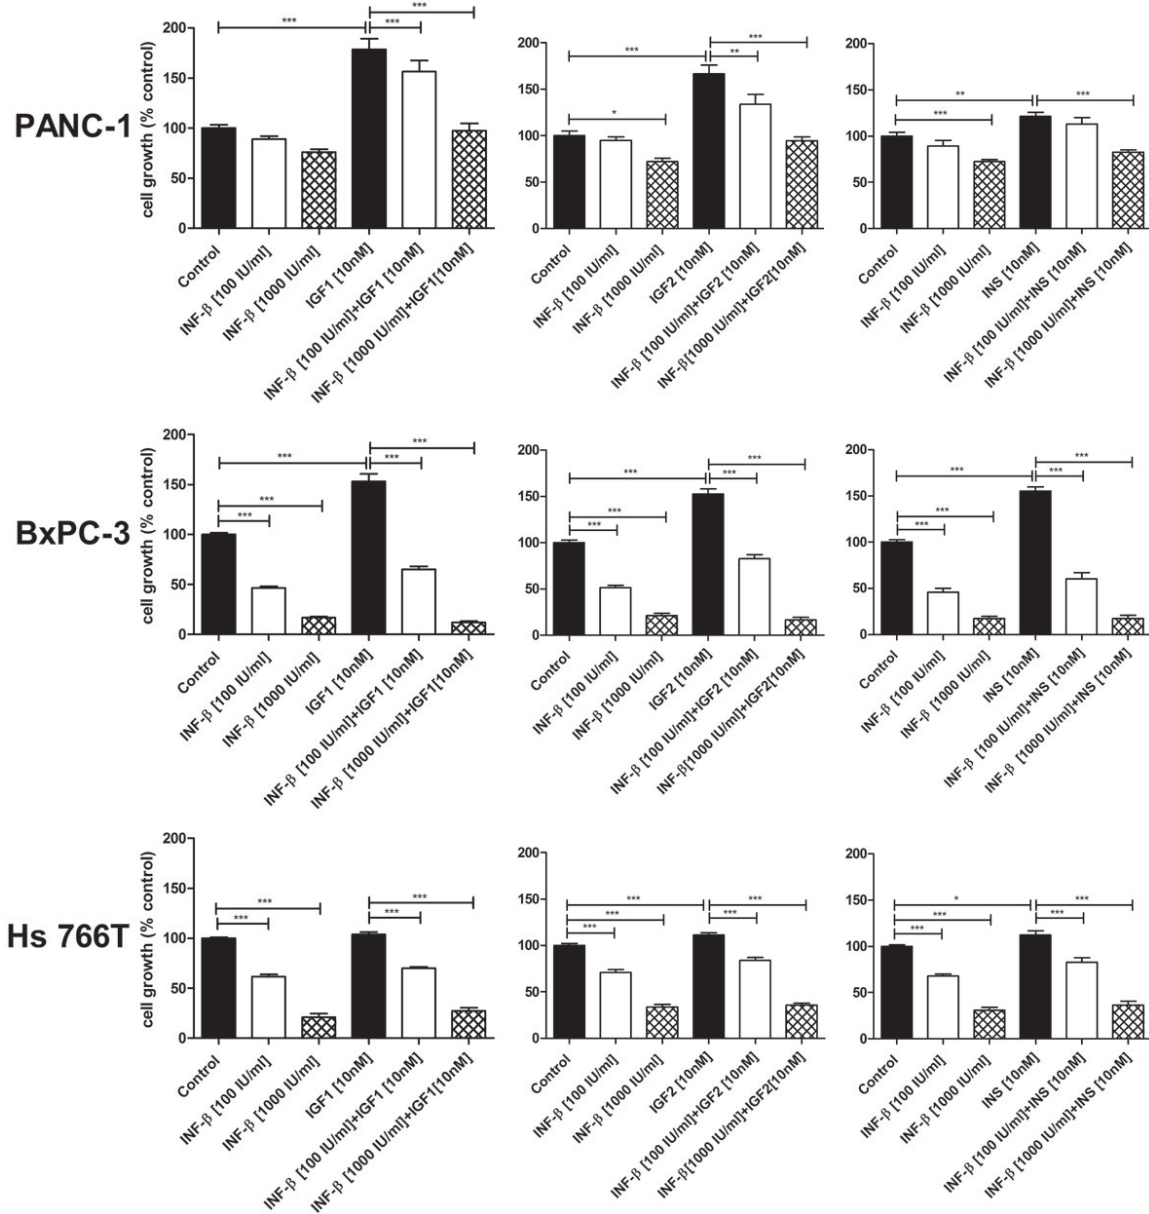 PANC-1
cell growth (% control)
200
150
100
50
0
***
***
***
Control
INF-β [100 IU/ml]
INF-β [1000 IU/ml]
IGF1 [10nM]
INF-β [100 IU/ml]+IGF1 [10nM]
INF-β [1000 IU/ml]+IGF1[10nM]
200
150
100
50
0
***
***
**
*
Control
INF-β [100 IU/ml]
INF-β [1000 IU/ml]
IGF2 [10nM]
INF-β [100 IU/ml]+IGF2 [10nM]
INF-β[1000 IU/ml]+IGF2[10nM]
200
150
100
50
0
**
***
***
Control
INF-β [100 IU/ml]
INF-β [1000 IU/ml]
INS [10nM]
INF-β [100 IU/ml]+INS [10nM]
INF-β [1000 IU/ml]+INS [10nM]
BxPC-3
cell growth (% control)
200
150
100
50
0
***
***
***
***
***
Control
INF-β [100 IU/ml]
INF-β [1000 IU/ml]
IGF1 [10nM]
INF-β [100 IU/ml]+IGF1 [10nM]
INF-β [1000 IU/ml]+IGF1[10nM]
200
150
100
50
0
***
***
***
***
***
Control
INF-β [100 IU/ml]
INF-β [1000 IU/ml]
IGF2 [10nM]
INF-β [100 IU/ml]+IGF2 [10nM]
INF-β[1000 IU/ml]+IGF2[10nM]
200
150
100
50
0
***
***
***
***
***
Control
INF-β [100 IU/ml]
INF-β [1000 IU/ml]
INS [10nM]
INF-β [100 IU/ml]+INS [10nM]
INF-β [1000 IU/ml]+INS [10nM]
Hs 766T
cell growth (% control)
200
150
100
50
0
***
***
***
***
Control
INF-β [100 IU/ml]
INF-β [1000 IU/ml]
IGF1 [10nM]
INF-β [100 IU/ml]+IGF1 [10nM]
INF-β [1000 IU/ml]+IGF1[10nM]
200
150
100
50
0
***
***
***
***
***
Control
INF-β [100 IU/ml]
INF-β [1000 IU/ml]
IGF2 [10nM]
INF-β [100 IU/ml]+IGF2 [10nM]
INF-β[1000 IU/ml]+IGF2[10nM]
200
150
100
50
0
*
***
***
***
***
Control
INF-β [100 IU/ml]
INF-β [1000 IU/ml]
INS [10nM]
INF-β [100 IU/ml]+INS [10nM]
INF-β [1000 IU/ml]+INS [10nM]